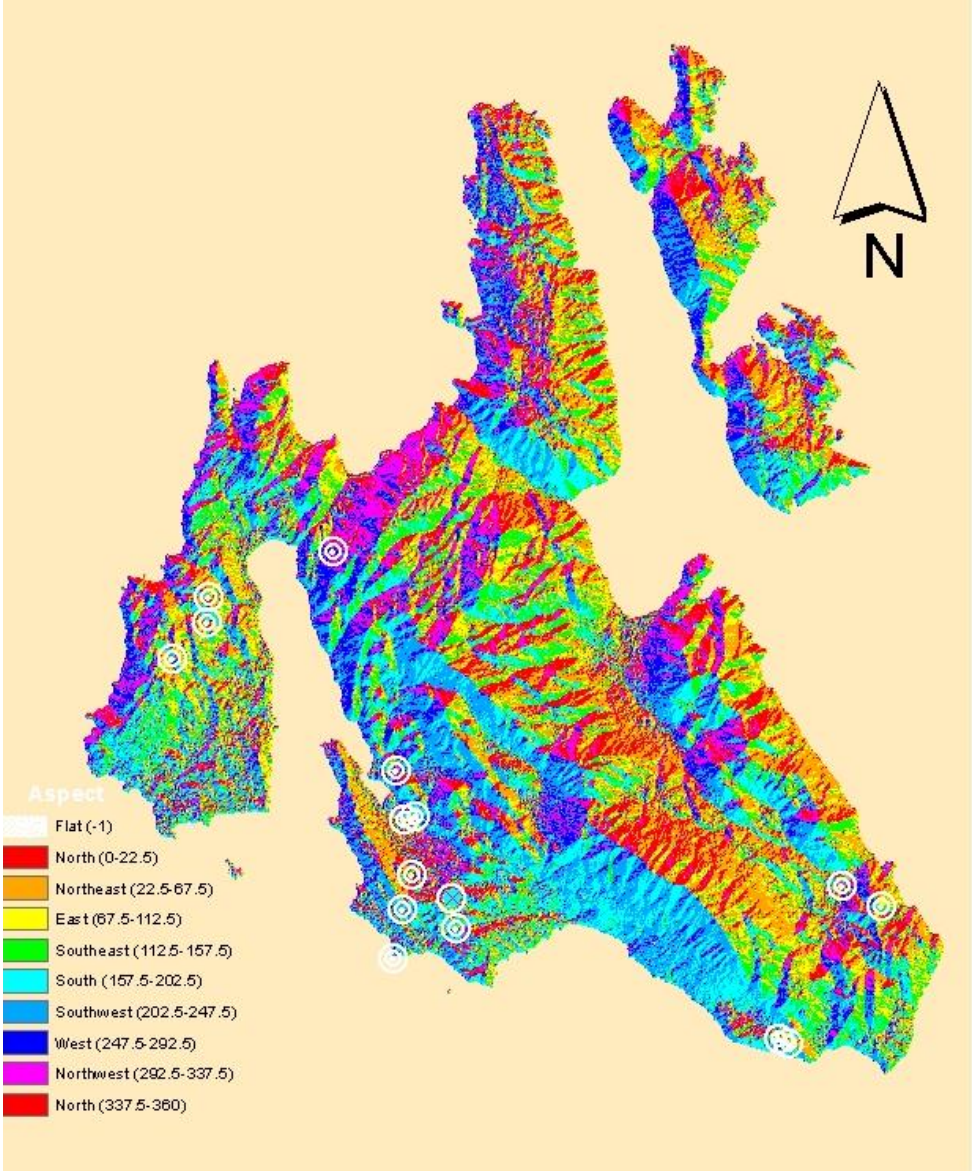 N
Aspect
Flat (-1)
North (0-22.5)
Northeast (22.5-67.5)
East (67.5-112.5)
Southeast (112.5-157.5)
South (157.5-202.5)
Southwest (202.5-247.5)
West (247.5-292.5)
Northwest (292.5-337.5)
North (337.5-360)